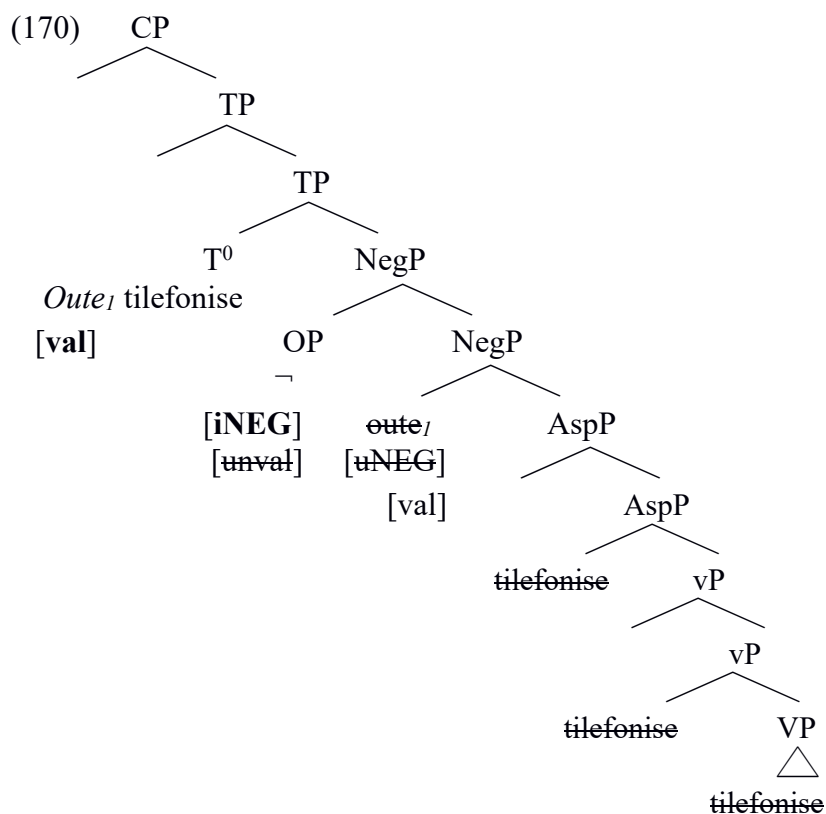 (170) CP
TP
TP
T⁰ NegP
Oute₁ tilefonise
[val] OP NegP
¬
[iNEG] oute₁ AspP
[unval] [uNEG]
[val] AspP
tilefonise vP
vP
tilefonise VP
tilefonise